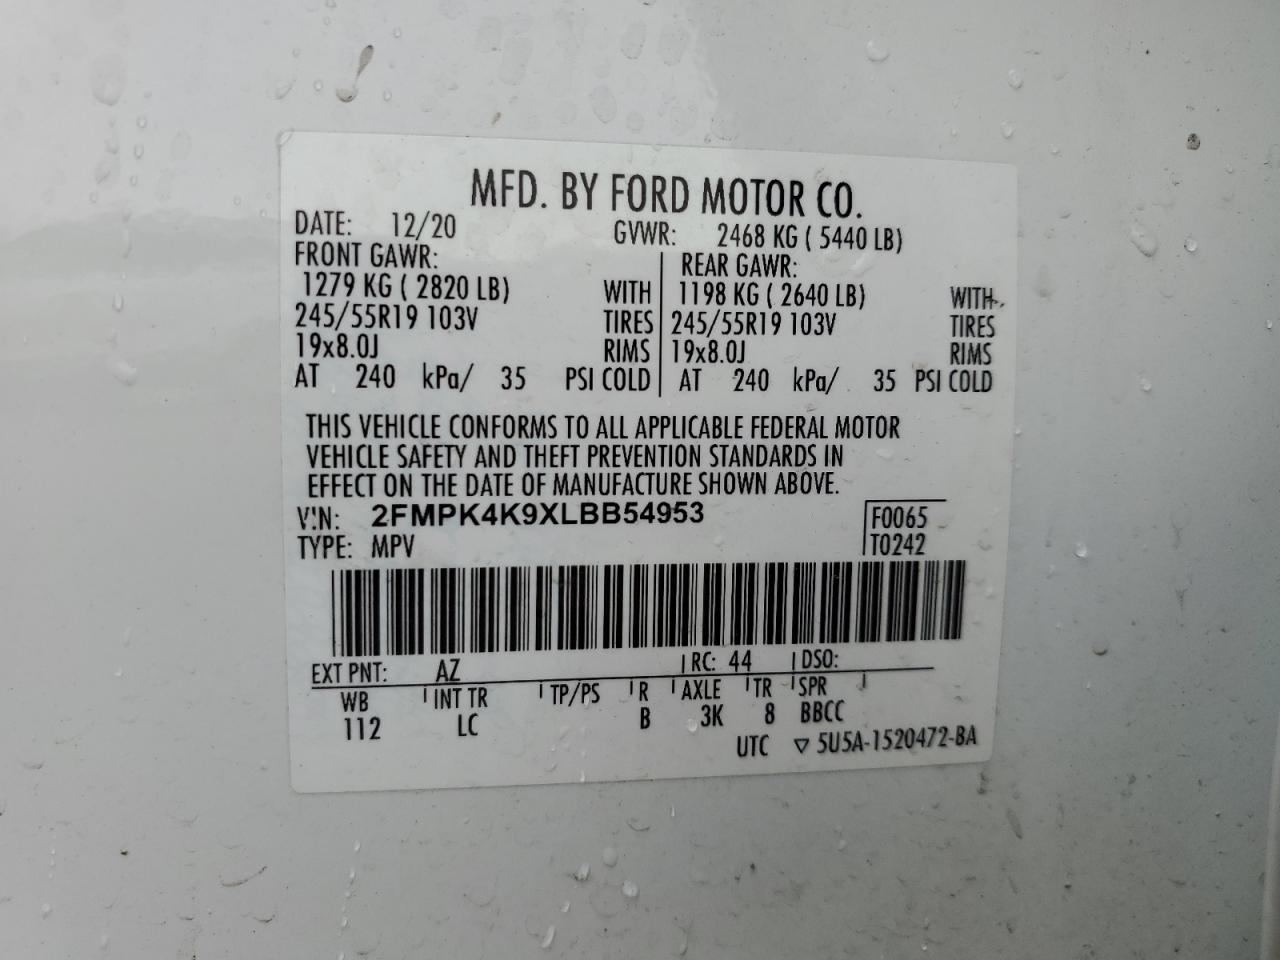 MFD. BY FORD MOTOR CO.
DATE: 12/20 GVWR: 2468 KG ( 5440 LB)
FRONT GAWR: REAR GAWR:
1279 KG ( 2820 LB) WITH 1198 KG ( 2640 LB) WITH
245/55R19 103V TIRES 245/55R19 103V TIRES
19x8.0J RIMS 19x8.0J RIMS
AT 240 kPa/ 35 PSI COLD AT 240 kPa/ 35 PSI COLD
THIS VEHICLE CONFORMS TO ALL APPLICABLE FEDERAL MOTOR
VEHICLE SAFETY AND THEFT PREVENTION STANDARDS IN
EFFECT ON THE DATE OF MANUFACTURE SHOWN ABOVE.
VIN: 2FMPK4K9XLBB54953 F0065
TYPE: MPV T0242
EXT PNT: AZ RC: 44 DSO:
WB INT TR TP/PS R AXLE TR SPR
112 LC B 3K 8 BBCC
UTC ▽ 5U5A-1520472-BA